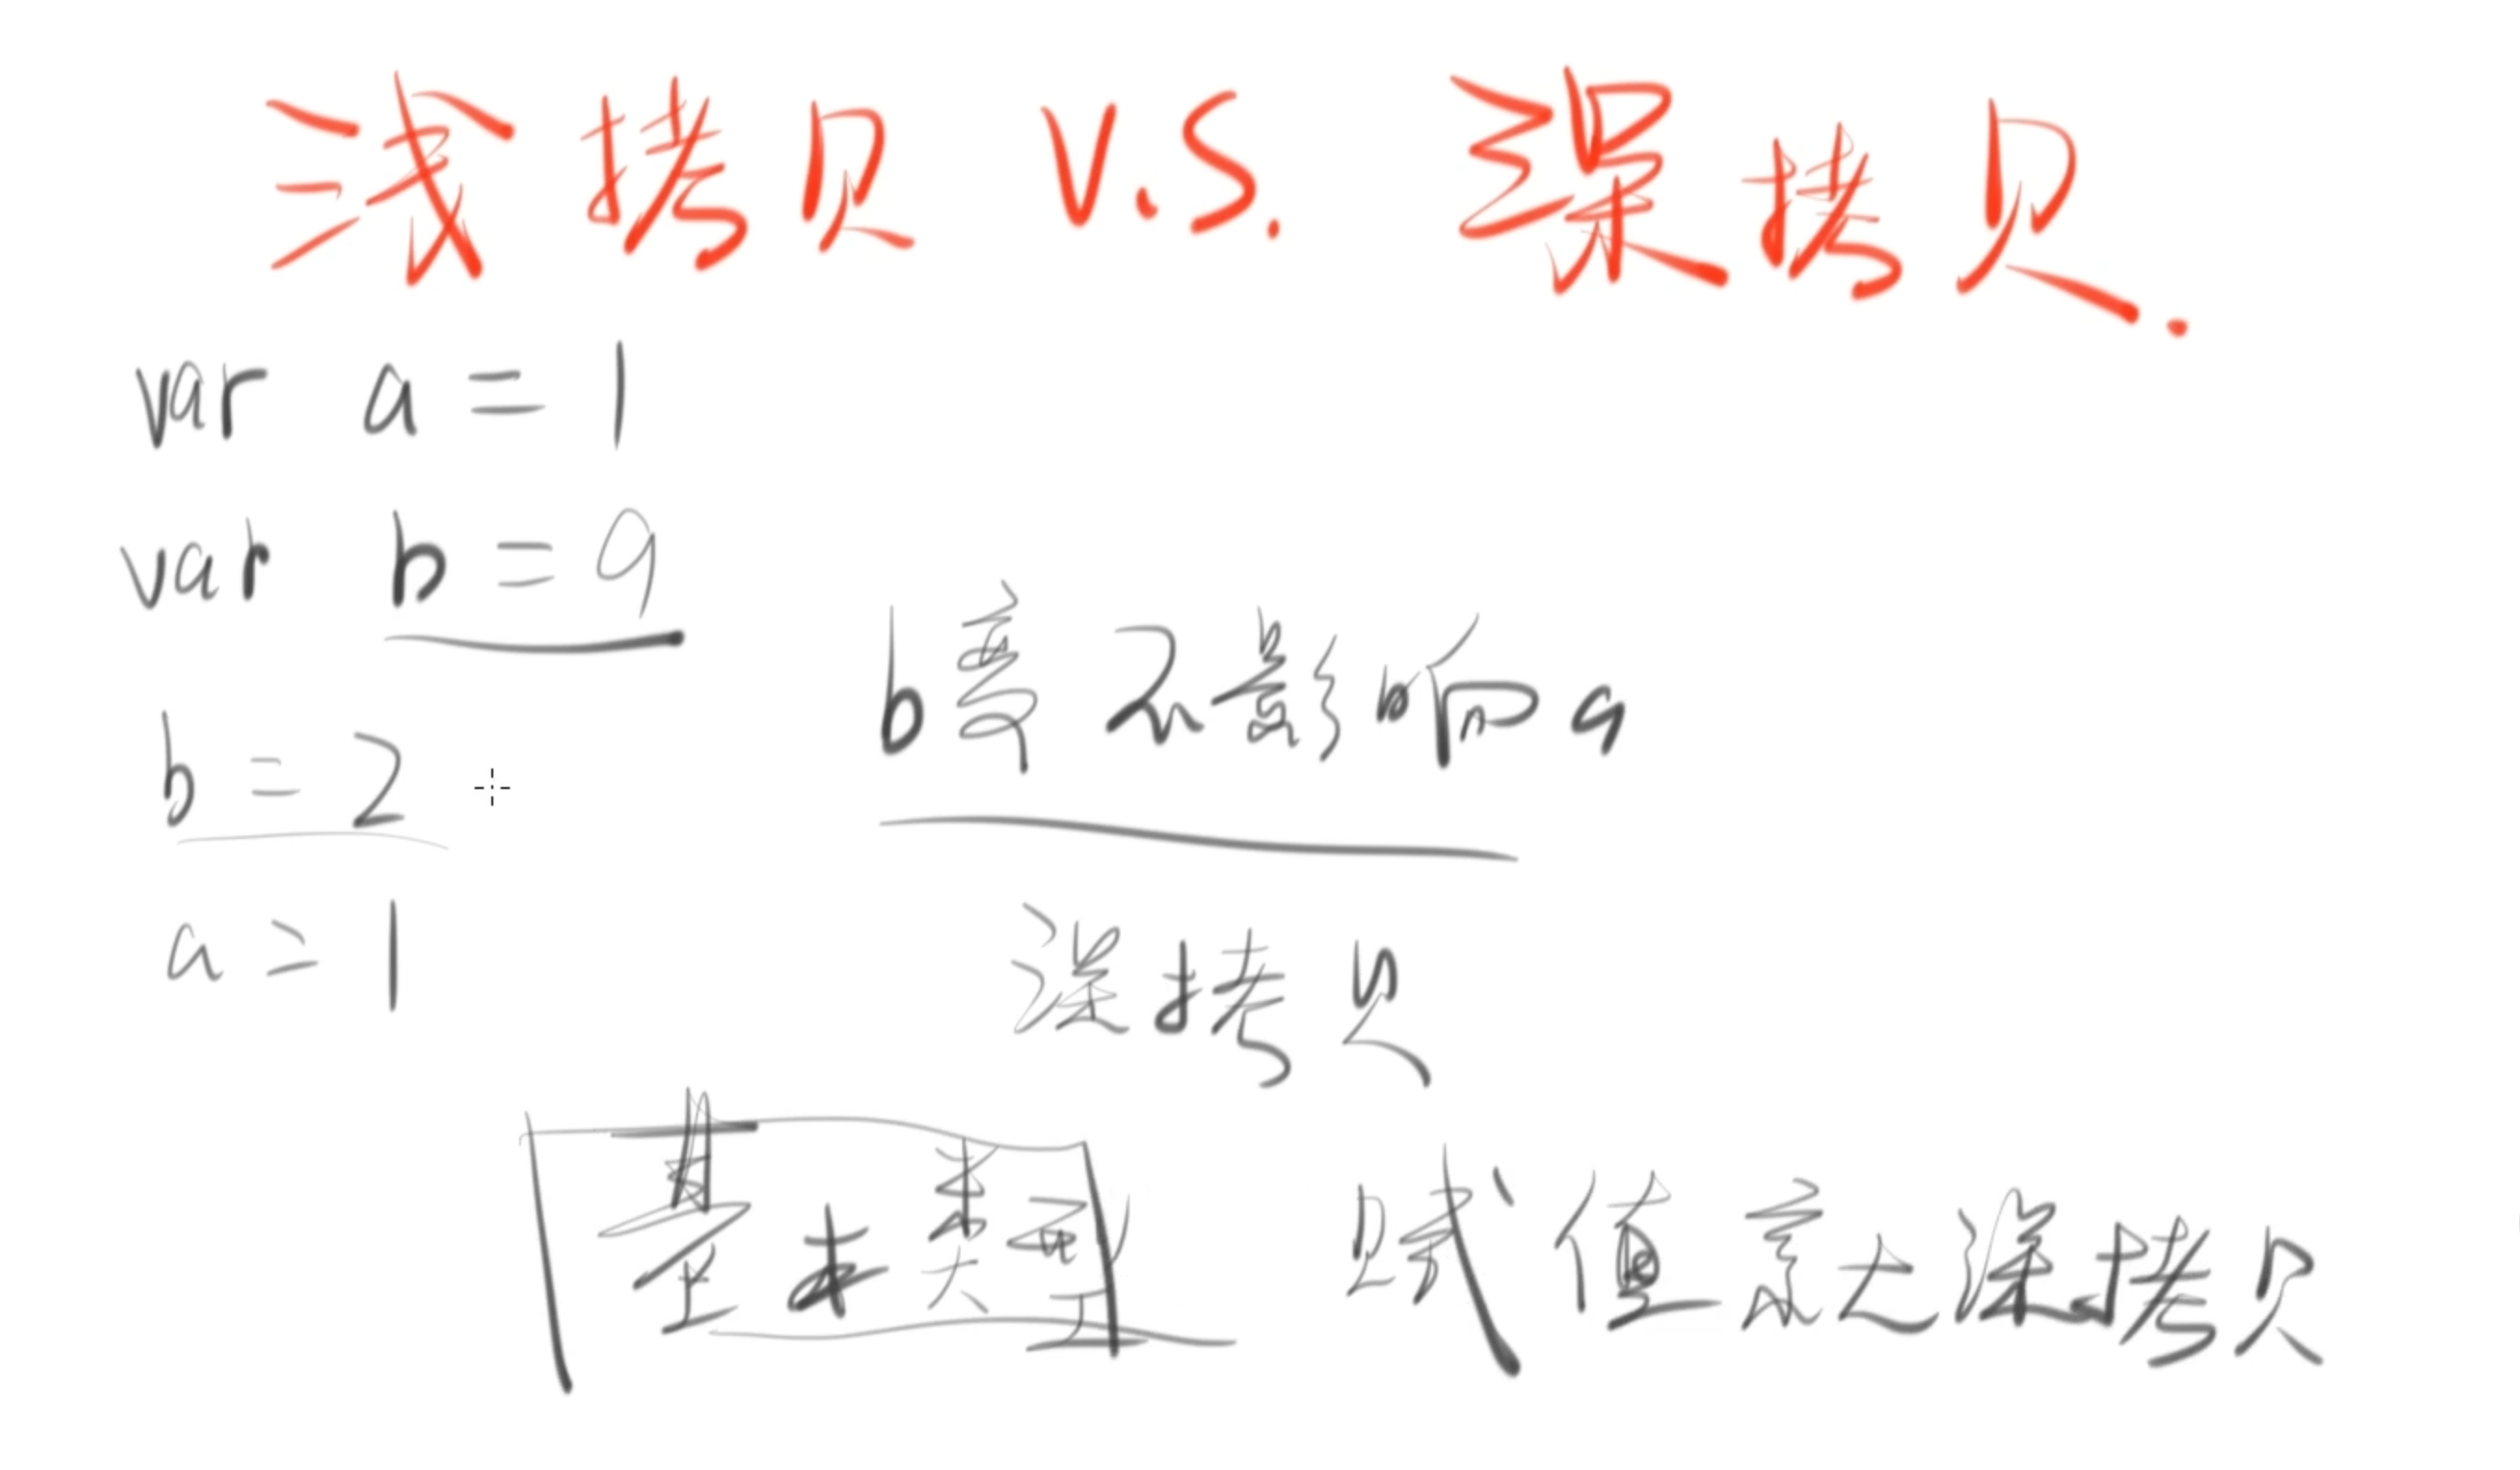 浅拷贝 V.S. 深拷贝.
var a = 1
var b = a
b变不影响a
b = 2
a = 1
深拷贝
基本类型 赋值就是深拷贝